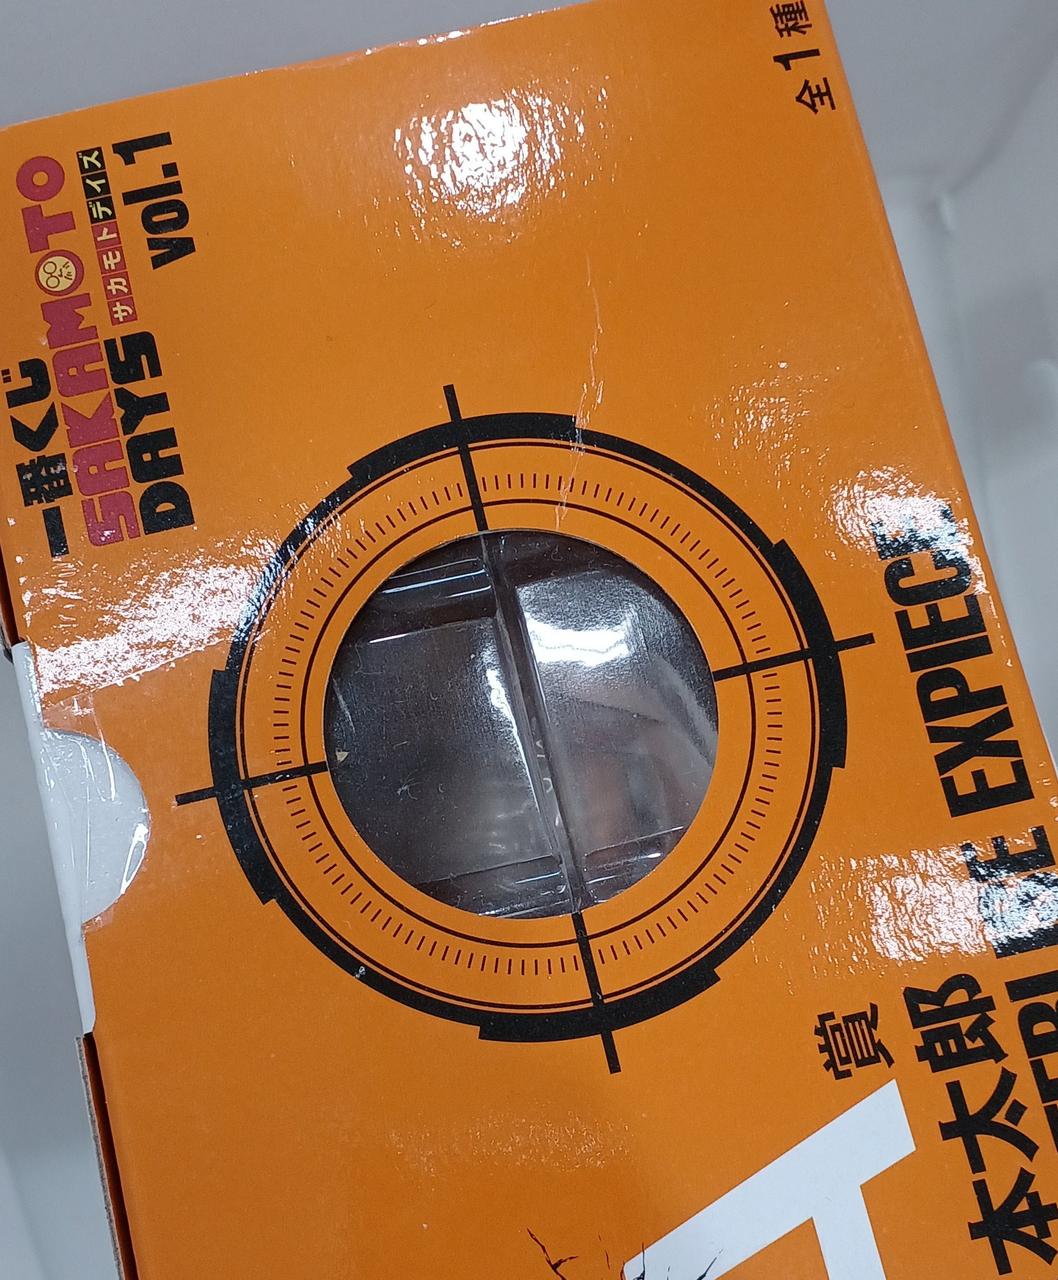 一番くじ
SAKAMOTO
サカモトデイズ
DAYS vol.1
全1種
A賞
本太郎
EXPIECE